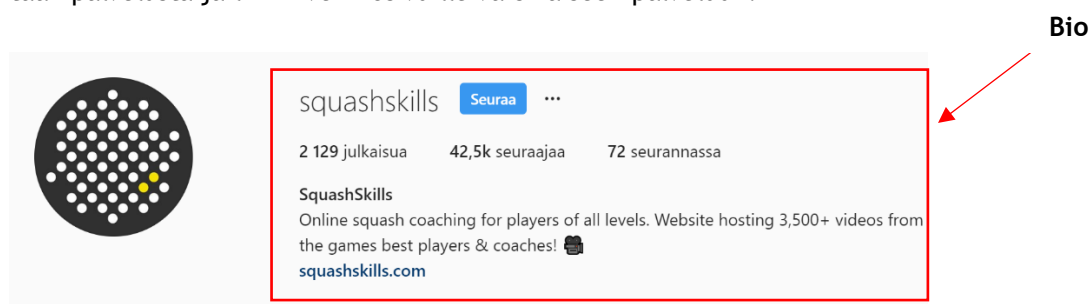 Bio
squashskills Seuraa ...
2 129 julkaisua 42,5k seuraajaa 72 seurannassa
SquashSkills
Online squash coaching for players of all levels. Website hosting 3,500+ videos from
the games best players & coaches! 🎥
squashskills.com